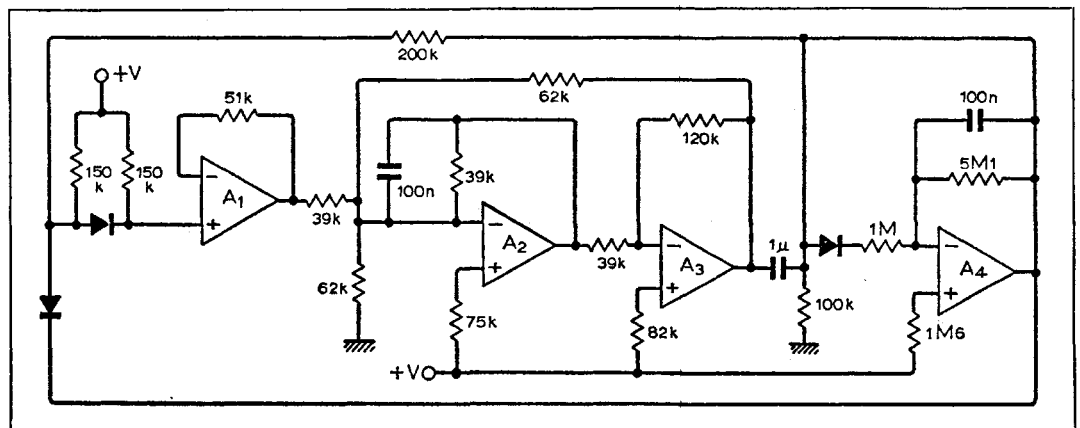 200k
+V
51k
62k
100n
120k
150
k
150
k
5M1
100n
39k
1M
A1
39k
A2
39k
A3
1μ
A4
62k
100k
75k
82k
1M6
+V